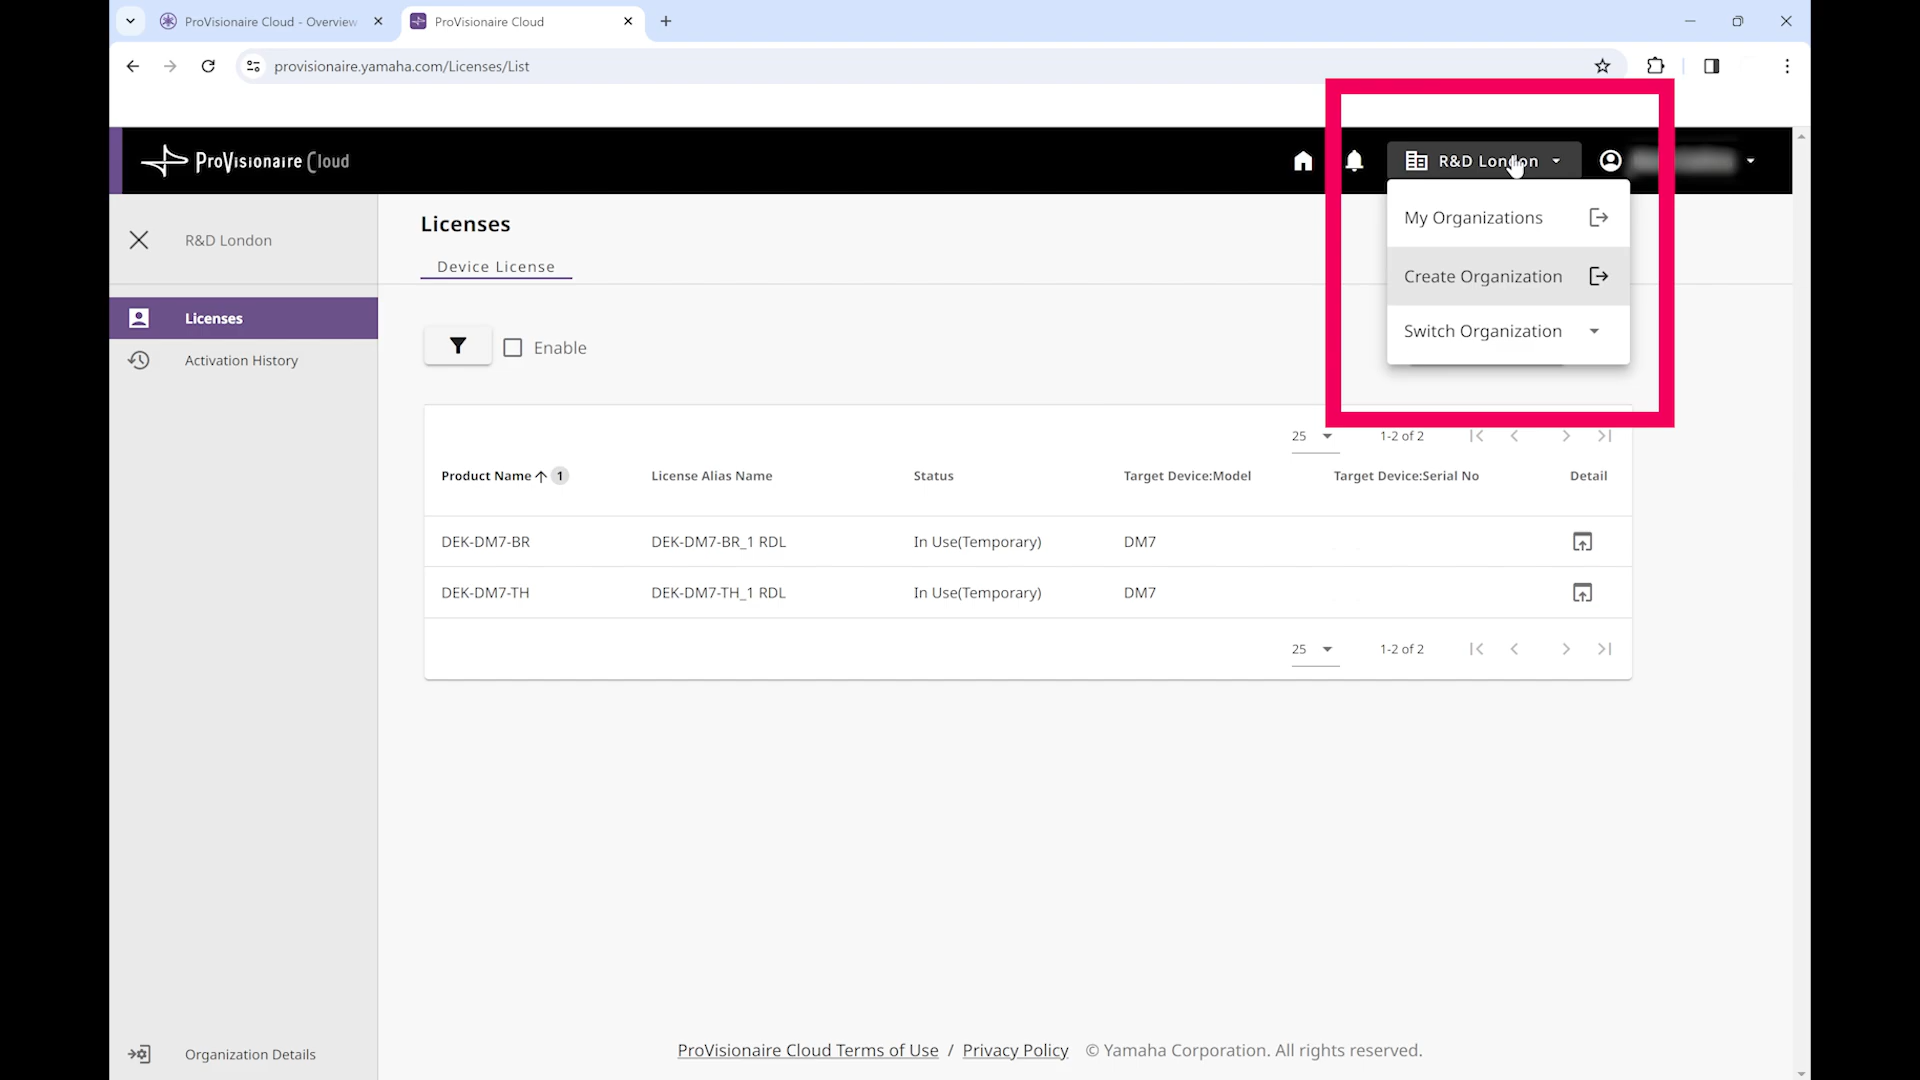 ProVisionaire Cloud - Overview
ProVisionaire Cloud
provisionaire.yamaha.com/Licenses/List
ProVisionaire Cloud
R&D London
My Organizations
Create Organization
Switch Organization
R&D London
Licenses
Activation History
Organization Details
Licenses
Device License
Enable
25 1-2 of 2
Product Name 1 License Alias Name Status Target Device:Model Target Device:Serial No Detail
DEK-DM7-BR DEK-DM7-BR_1 RDL In Use(Temporary) DM7
DEK-DM7-TH DEK-DM7-TH_1 RDL In Use(Temporary) DM7
25 1-2 of 2
ProVisionaire Cloud Terms of Use / Privacy Policy © Yamaha Corporation. All rights reserved.